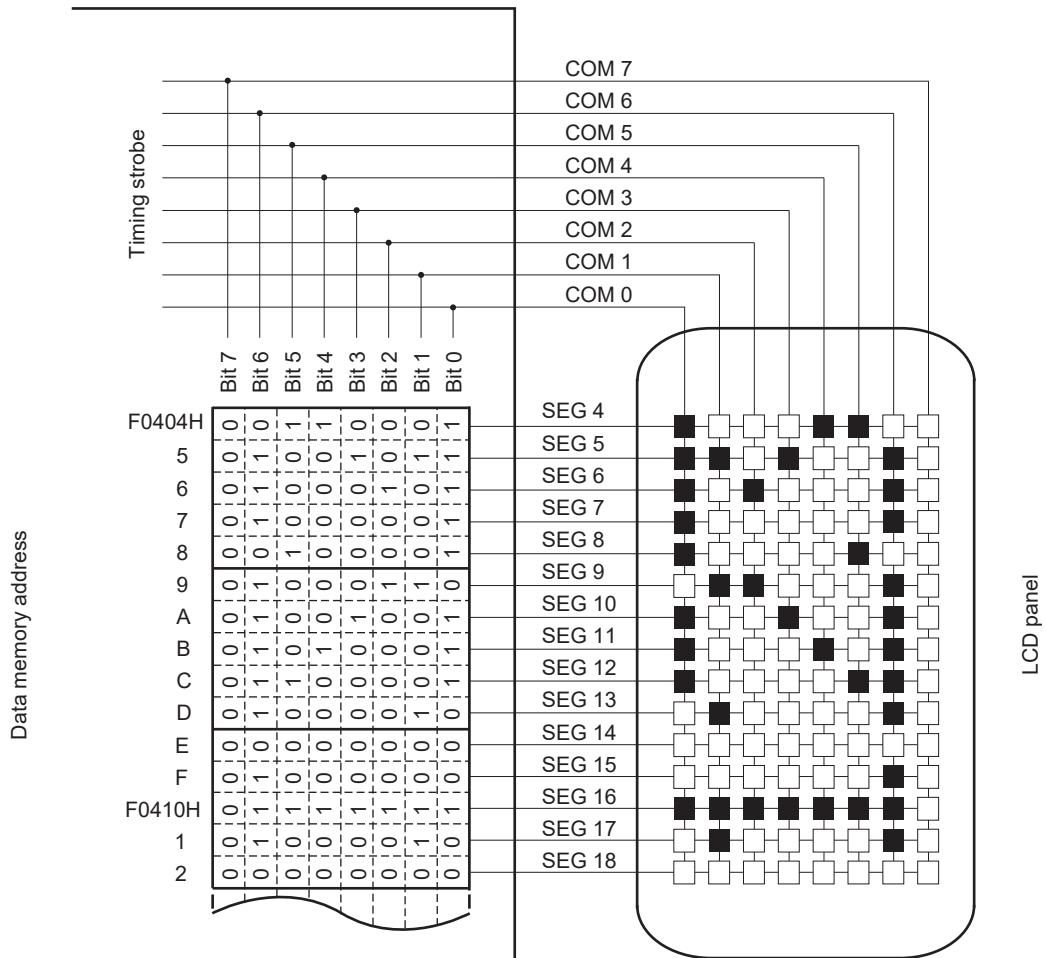 COM 7
COM 6
COM 5
COM 4
COM 3
COM 2
COM 1
COM 0
Timing strobe
Bit 7 Bit 6 Bit 5 Bit 4 Bit 3 Bit 2 Bit 1 Bit 0
Data memory address
F0404H 0 0 1 1 0 0 0 1 SEG 4
5 0 1 0 0 1 0 1 1 SEG 5
6 0 1 0 0 0 1 0 1 SEG 6
7 0 1 0 0 0 0 0 1 SEG 7
8 0 0 1 0 0 0 0 1 SEG 8
9 0 1 0 0 0 1 1 0 SEG 9
A 0 1 0 0 1 0 0 1 SEG 10
B 0 1 0 1 0 0 0 1 SEG 11
C 0 1 1 0 0 0 0 1 SEG 12
D 0 1 0 0 0 0 1 0 SEG 13
E 0 0 0 0 0 0 0 0 SEG 14
F 0 1 0 0 0 0 0 0 SEG 15
F0410H 0 1 1 1 1 1 1 1 SEG 16
1 0 1 0 0 0 0 1 0 SEG 17
2 0 0 0 0 0 0 0 0 SEG 18
LCD panel